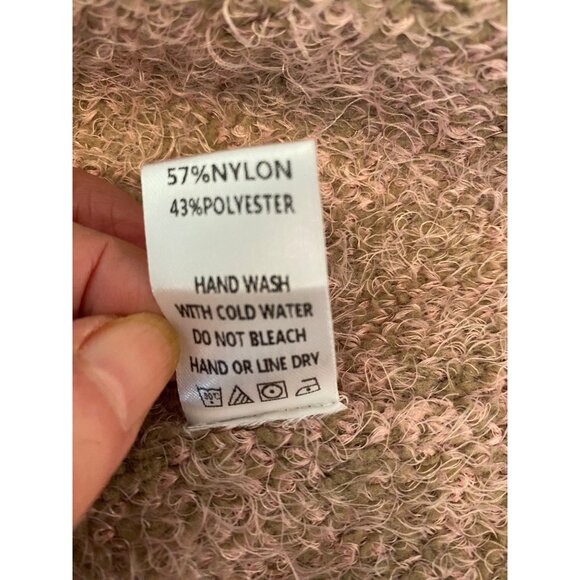 57%NYLON
43%POLYESTER
HAND WASH
WITH COLD WATER
DO NOT BLEACH
HAND OR LINE DRY